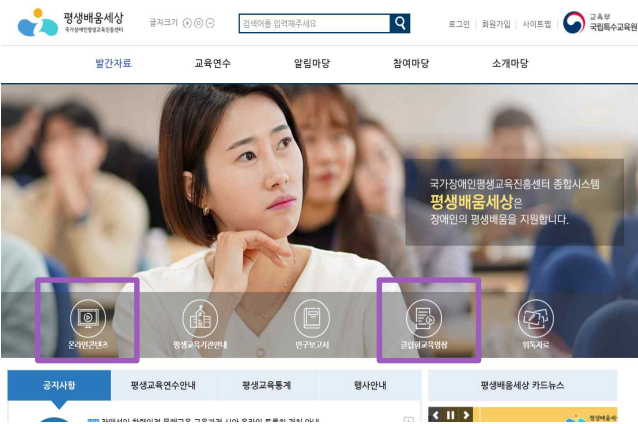 평생배움세상
국가장애인평생교육진흥센터
글자크기
검색어를 입력해주세요
로그인 회원가입 사이트맵
교육부
국립특수교육원
발간자료 교육연수 알림마당 참여마당 소개마당
국가장애인평생교육진흥센터 종합시스템
평생배움세상은
장애인의 평생배움을 지원합니다.
온라인콘텐츠 평생교육기관안내 연구보고서 교육영상
공지사항 평생교육연수안내 평생교육통계 행사안내 평생배움세상 카드뉴스
평생배움세